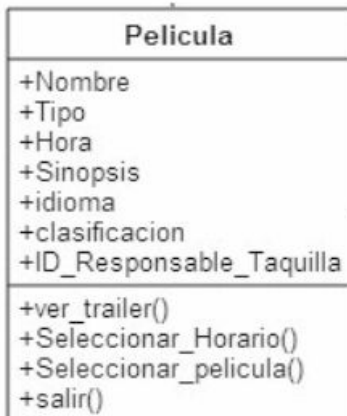 Pelicula
+Nombre
+Tipo
+Hora
+Sinopsis
+idioma
+clasificacion
+ID_Responsable_Taquilla
+ver_trailer()
+Seleccionar_Horario()
+Seleccionar_pelicula()
+salir()